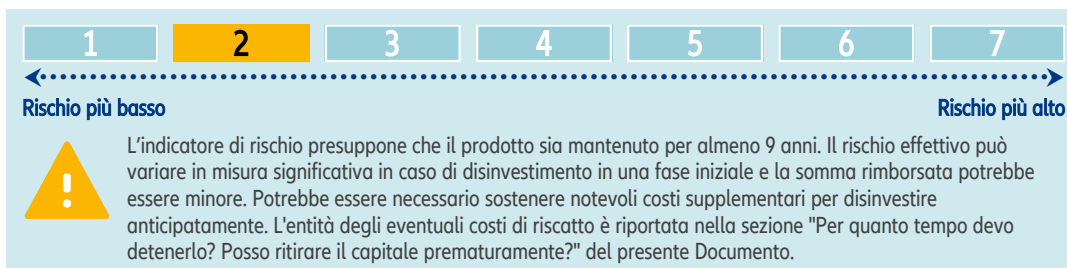 1 2 3 4 5 6 7
Rischio più basso Rischio più alto
L'indicatore di rischio presuppone che il prodotto sia mantenuto per almeno 9 anni. Il rischio effettivo può
variare in misura significativa in caso di disinvestimento in una fase iniziale e la somma rimborsata potrebbe
essere minore. Potrebbe essere necessario sostenere notevoli costi supplementari per disinvestire
anticipatamente. L'entità degli eventuali costi di riscatto è riportata nella sezione "Per quanto tempo devo
detenerlo? Posso ritirare il capitale prematuramente?" del presente Documento.